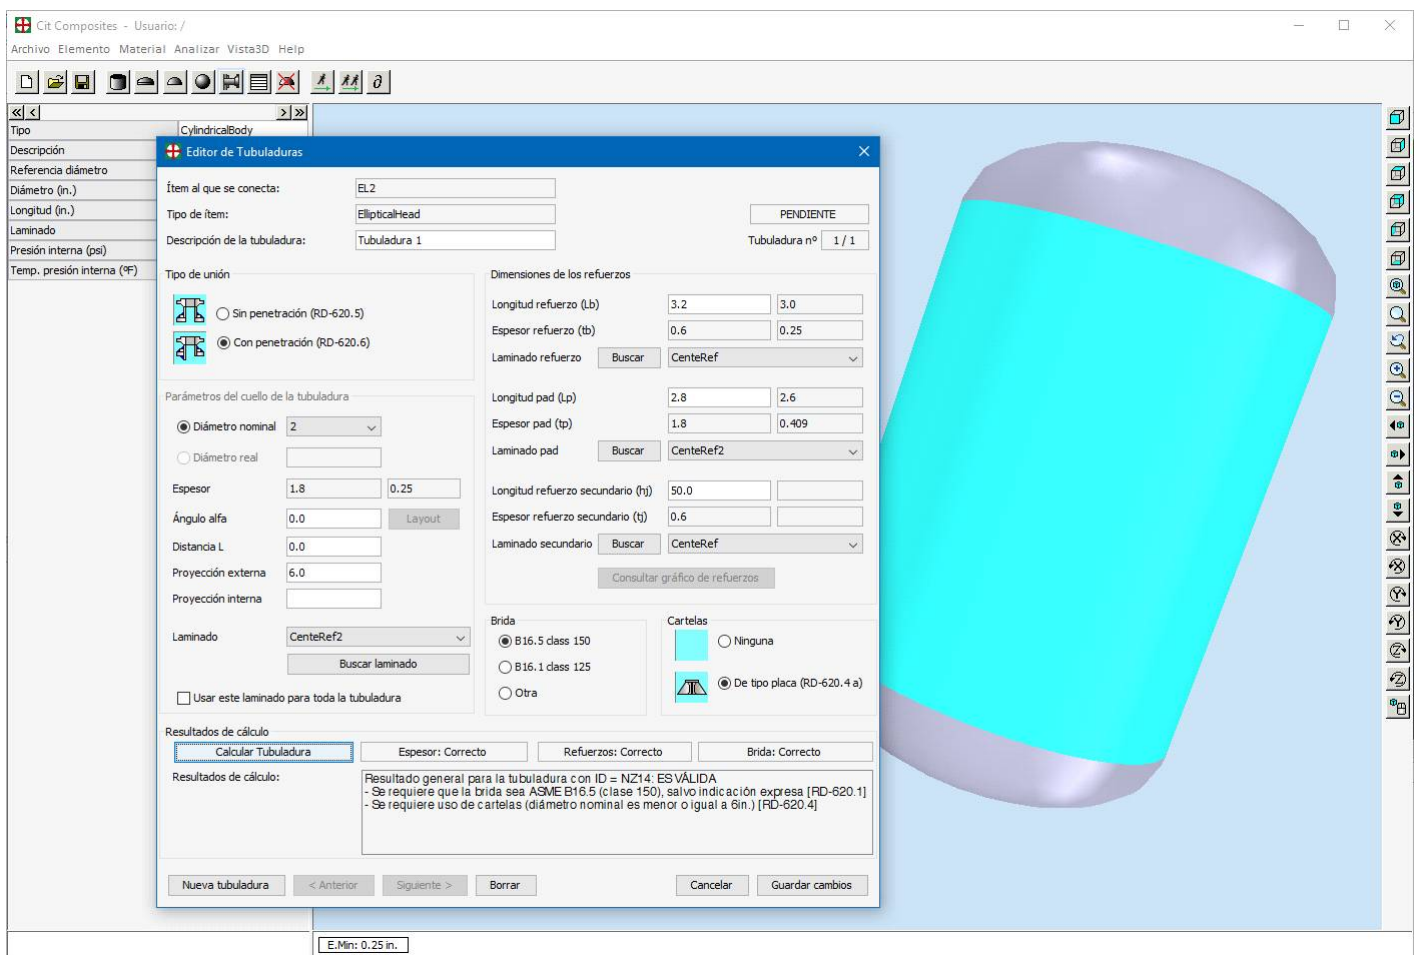 Cit Composites - Usuario: /
Archivo Elemento Material Analizar Vista3D Help
Tipo CylindricalBody
Descripción
Referencia diámetro
Diámetro (in.)
Longitud (in.)
Laminado
Presión interna (psi)
Temp. presión interna (ºF)
Editor de Tubuladuras
Ítem al que se conecta: EL2
Tipo de ítem: EllipticalHead PENDIENTE
Descripción de la tubuladura: Tubuladura 1 Tubuladura nº 1 / 1
Tipo de unión
Sin penetración (RD-620.5)
Con penetración (RD-620.6)
Parámetros del cuello de la tubuladura
Diámetro nominal 2
Diámetro real
Espesor 1.8 0.25
Ángulo alfa 0.0 Layout
Distancia L 0.0
Proyección externa 6.0
Proyección interna
Laminado CenteRef2
Buscar laminado
Usar este laminado para toda la tubuladura
Dimensiones de los refuerzos
Longitud refuerzo (Lb) 3.2 3.0
Espesor refuerzo (tb) 0.6 0.25
Laminado refuerzo Buscar CenteRef
Longitud pad (Lp) 2.8 2.6
Espesor pad (tp) 1.8 0.409
Laminado pad Buscar CenteRef2
Longitud refuerzo secundario (hj) 50.0
Espesor refuerzo secundario (tj) 0.6
Laminado secundario Buscar CenteRef
Consultar gráfico de refuerzos
Brida
B16.5 class 150
B16.1 class 125
Otra
Cartelas
Ninguna
De tipo placa (RD-620.4 a)
Resultados de cálculo
Calcular Tubuladura Espesor: Correcto Refuerzos: Correcto Brida: Correcto
Resultados de cálculo:
Resultado general para la tubuladura con ID = NZ14: ES VÁLIDA
- Se requiere que la brida sea ASME B16.5 (clase 150), salvo indicación expresa [RD-620.1]
- Se requiere uso de cartelas (diámetro nominal es menor o igual a 6in.) [RD-620.4]
Nueva tubuladura < Anterior Siguiente > Borrar Cancelar Guardar cambios
E.Min: 0.25 in.